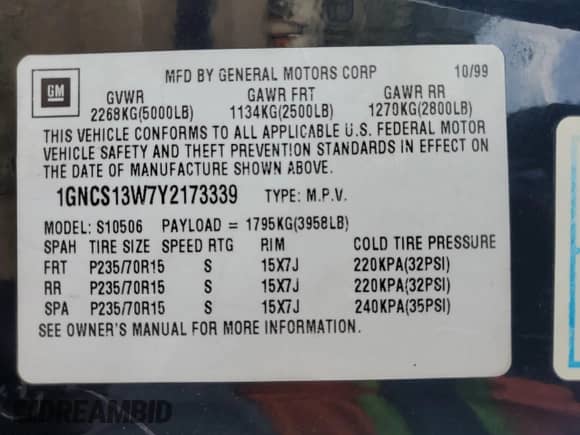 GM
MFD BY GENERAL MOTORS CORP 10/99
GVWR GAWR FRT GAWR RR
2268KG(5000LB) 1134KG(2500LB) 1270KG(2800LB)
THIS VEHICLE CONFORMS TO ALL APPLICABLE U.S. FEDERAL MOTOR
VEHICLE SAFETY AND THEFT PREVENTION STANDARDS IN EFFECT ON
THE DATE OF MANUFACTURE SHOWN ABOVE.
1GNCS13W7Y2173339 TYPE: M.P.V.
MODEL: S10506 PAYLOAD = 1795KG(3958LB)
SPAH TIRE SIZE SPEED RTG RIM COLD TIRE PRESSURE
FRT P235/70R15 S 15X7J 220KPA(32PSI)
RR P235/70R15 S 15X7J 220KPA(32PSI)
SPA P235/70R15 S 15X7J 240KPA(35PSI)
SEE OWNER'S MANUAL FOR MORE INFORMATION.
DREAMBID